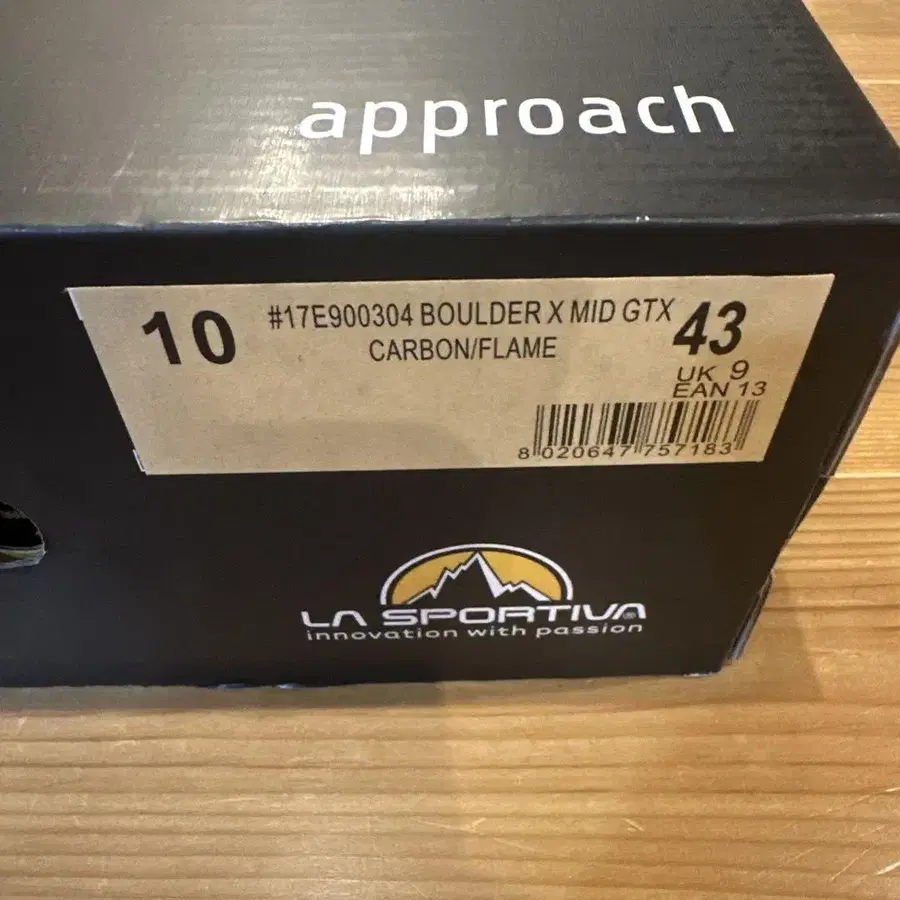 approach
10 #17E900304 BOULDER X MID GTX 43
CARBON/FLAME
UK 9
EAN 13
8 020647 757183
LA SPORTIVA®
innovation with passion